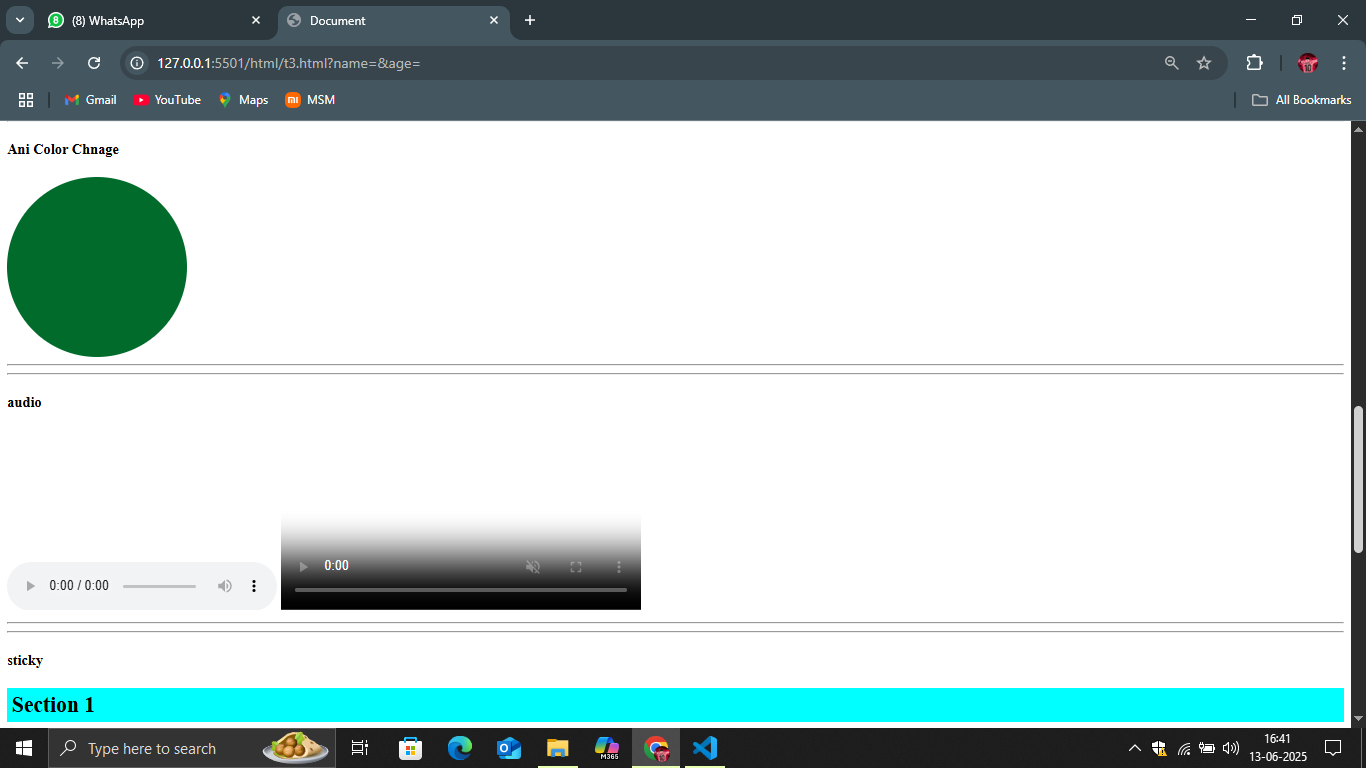 8
(8) WhatsApp
Document
127.0.0.1:5501/html/t3.html?name=&age=
Gmail
YouTube
Maps
MSM
All Bookmarks
Ani Color Chnage
audio
0:00 / 0:00
0:00
sticky
Section 1
Type here to search
M365
16:41
13-06-2025